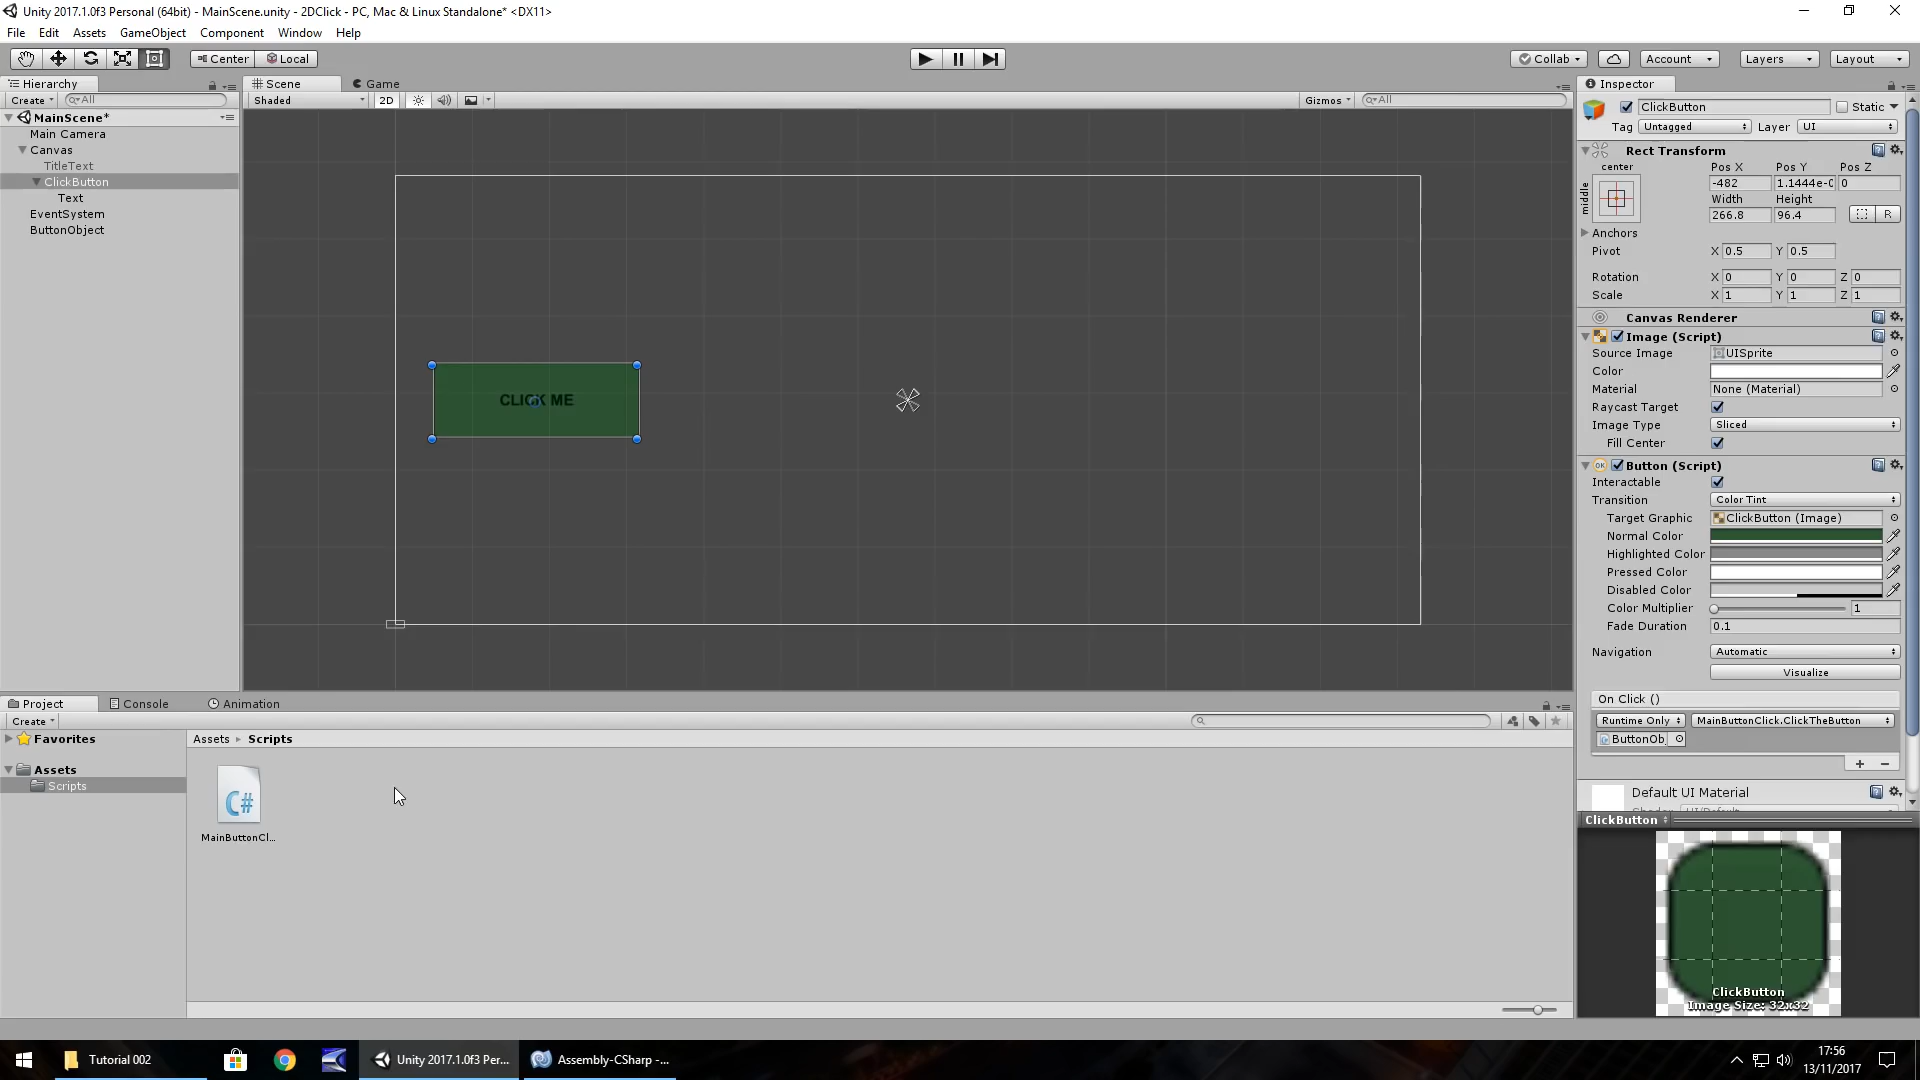 Unity 2017.1.0f3 Personal (64bit) - MainScene.unity - 2DClick - PC, Mac & Linux Standalone* <DX11>
File Edit Assets GameObject Component Window Help
Center Local Collab Account Layers Layout
Hierarchy
Create All
MainScene*
Main Camera
Canvas
TitleText
ClickButton
Text
EventSystem
ButtonObject
Scene Game
Shaded 2D Gizmos All
CLICK ME
Inspector
ClickButton Static
Tag Untagged Layer UI
Rect Transform
center
middle
Pos X Pos Y Pos Z
-482 1.1444e-0 0
Width Height
266.8 96.4 R
Anchors
Pivot X 0.5 Y 0.5
Rotation X 0 Y 0 Z 0
Scale X 1 Y 1 Z 1
Canvas Renderer
Image (Script)
Source Image UISprite
Color
Material None (Material)
Raycast Target
Image Type Sliced
Fill Center
OK Button (Script)
Interactable
Transition Color Tint
Target Graphic ClickButton (Image)
Normal Color
Highlighted Color
Pressed Color
Disabled Color
Color Multiplier 1
Fade Duration 0.1
Navigation Automatic
Visualize
On Click ()
Runtime Only MainButtonClick.ClickTheButton
ButtonOb
Default UI Material
ClickButton
ClickButton
Image Size: 32x32
Project Console Animation
Create
Favorites
Assets
Scripts
Assets Scripts
C#
MainButtonCl...
Tutorial 002
Unity 2017.1.0f3 Per...
Assembly-CSharp -...
17:56
13/11/2017